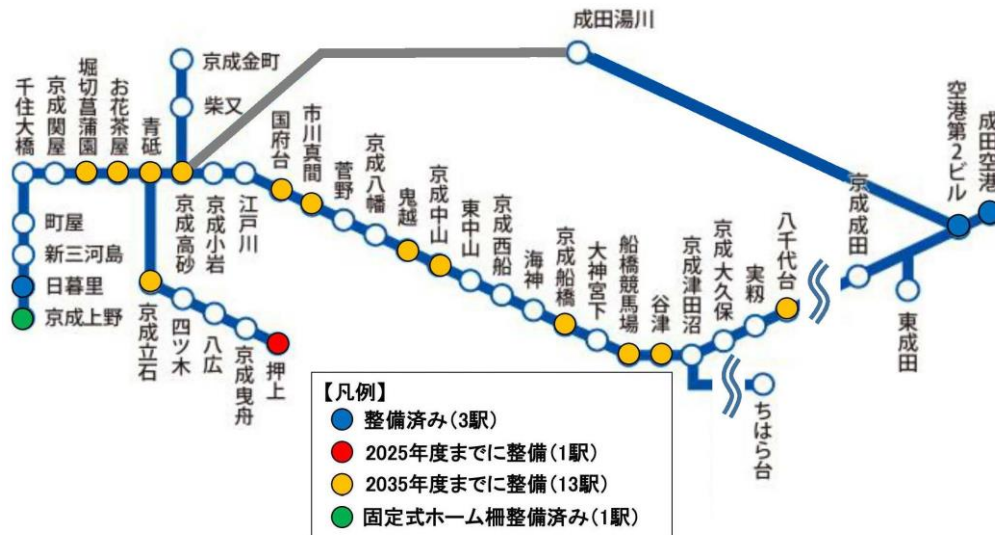 成田湯川
京成金町
柴又
千住大橋
京成関屋
堀切菖蒲園
お花茶屋
青砥
京成高砂
京成小岩
江戸川
国府台
市川真間
菅野
京成八幡
鬼越
京成中山
東中山
京成西船
海神
京成船橋
大神宮下
船橋競馬場
谷津
京成津田沼
京成大久保
実籾
八千代台
京成成田
空港第2ビル
成田空港
東成田
ちはら台
町屋
新三河島
日暮里
京成上野
京成立石
四ツ木
八広
京成曳舟
押上
【凡例】
整備済み(3駅)
2025年度までに整備(1駅)
2035年度までに整備(13駅)
固定式ホーム柵整備済み(1駅)